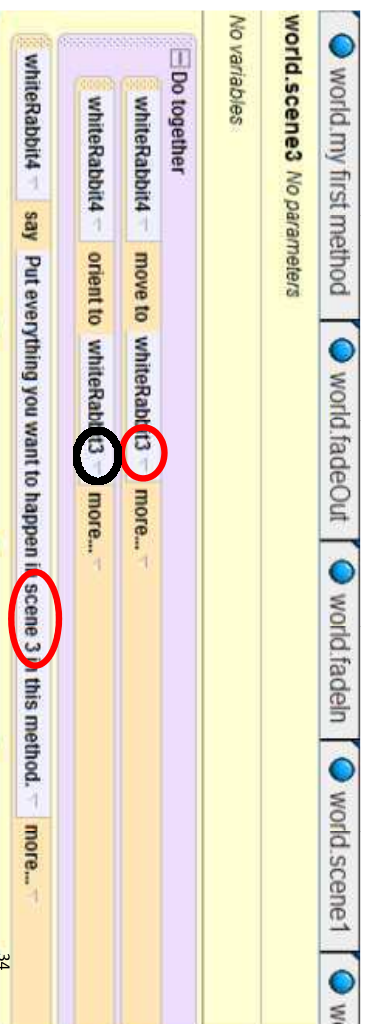 world.my first method world.fadeOut world.fadeIn world.scene1
world.scene3 No parameters
No variables
Do together
whiteRabbit4 move to whiteRabbit3 more...
whiteRabbit4 orient to whiteRabbit3 more...
whiteRabbit4 say Put everything you want to happen in scene 3 in this method. more...
34